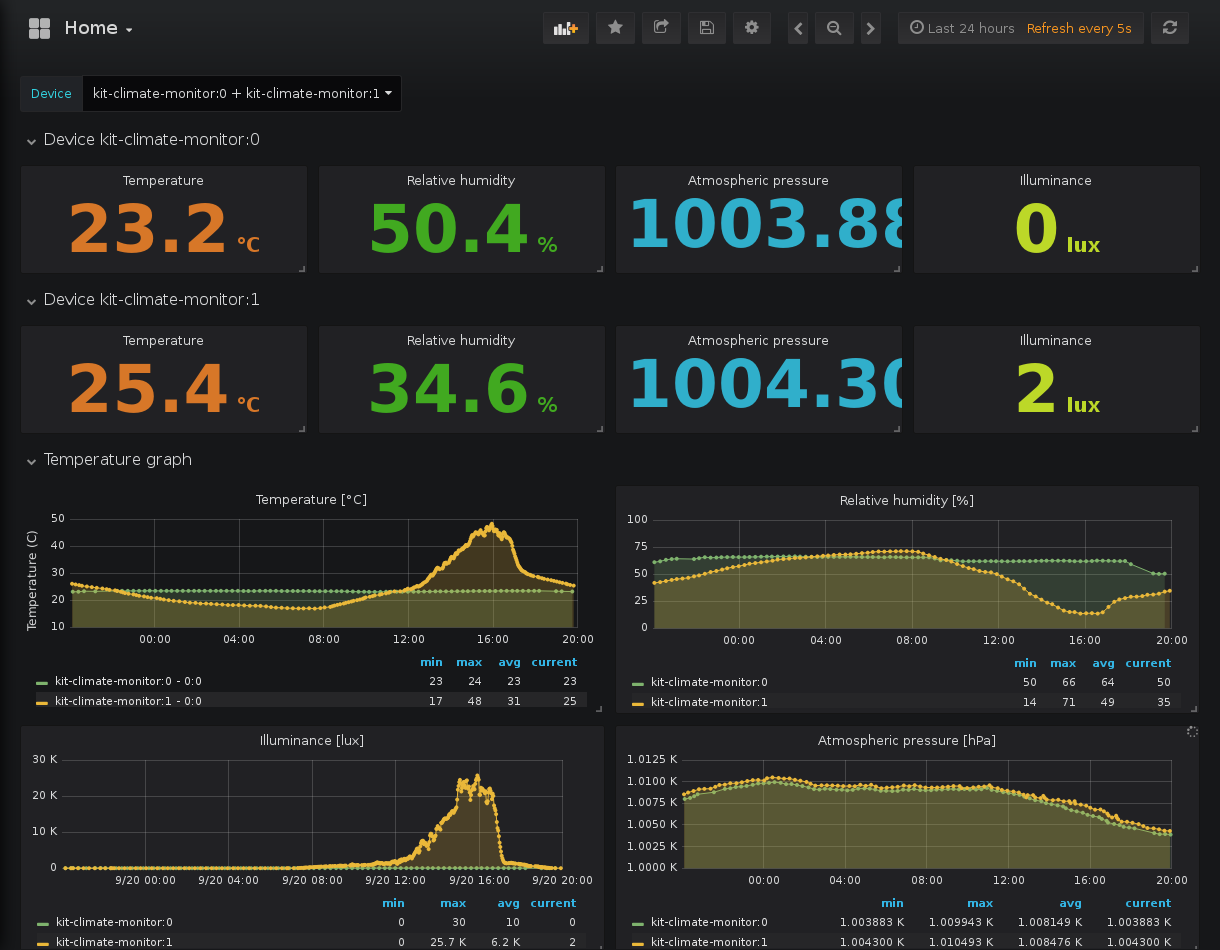 Home
Last 24 hours Refresh every 5s
Device kit-climate-monitor:0 + kit-climate-monitor:1
Device kit-climate-monitor:0
Temperature Relative humidity Atmospheric pressure Illuminance
23.2 °C 50.4 % 1003.88 0 lux
Device kit-climate-monitor:1
Temperature Relative humidity Atmospheric pressure Illuminance
25.4 °C 34.6 % 1004.30 2 lux
Temperature graph
Temperature [°C]
Temperature (C)
50
40
30
20
10
00:00 04:00 08:00 12:00 16:00 20:00
min max avg current
kit-climate-monitor:0 - 0:0 23 24 23 23
kit-climate-monitor:1 - 0:0 17 48 31 25
Relative humidity [%]
100
75
50
25
0
00:00 04:00 08:00 12:00 16:00 20:00
min max avg current
kit-climate-monitor:0 50 66 64 50
kit-climate-monitor:1 14 71 49 35
Illuminance [lux]
30 K
20 K
10 K
0
9/20 00:00 9/20 04:00 9/20 08:00 9/20 12:00 9/20 16:00 9/20 20:00
min max avg current
kit-climate-monitor:0 0 30 10 0
kit-climate-monitor:1 0 25.7 K 6.2 K 2
Atmospheric pressure [hPa]
1.0125 K
1.0100 K
1.0075 K
1.0050 K
1.0025 K
1.0000 K
00:00 04:00 08:00 12:00 16:00 20:00
min max avg current
kit-climate-monitor:0 1.003883 K 1.009943 K 1.008149 K 1.003883 K
kit-climate-monitor:1 1.004300 K 1.010493 K 1.008476 K 1.004300 K